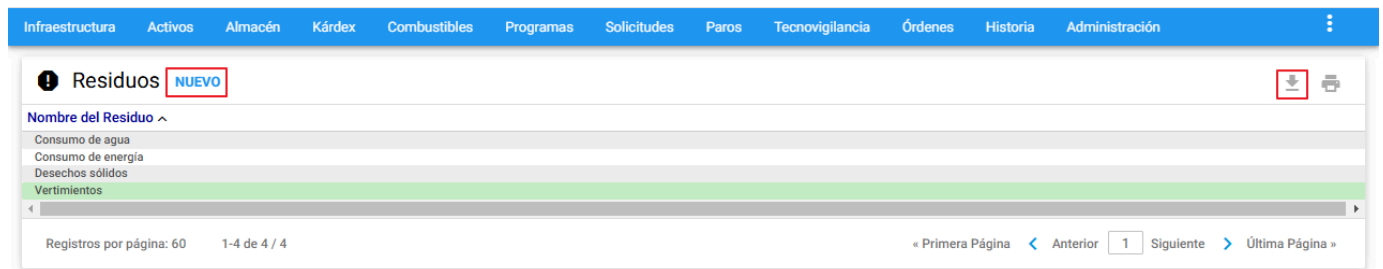 Infraestructura Activos Almacén Kárdex Combustibles Programas Solicitudes Paros Tecnovigilancia Órdenes Historia Administración
Residuos NUEVO
Nombre del Residuo
Consumo de agua
Consumo de energía
Desechos sólidos
Vertimientos
Registros por página: 60 1-4 de 4 / 4 « Primera Página Anterior 1 Siguiente Última Página »